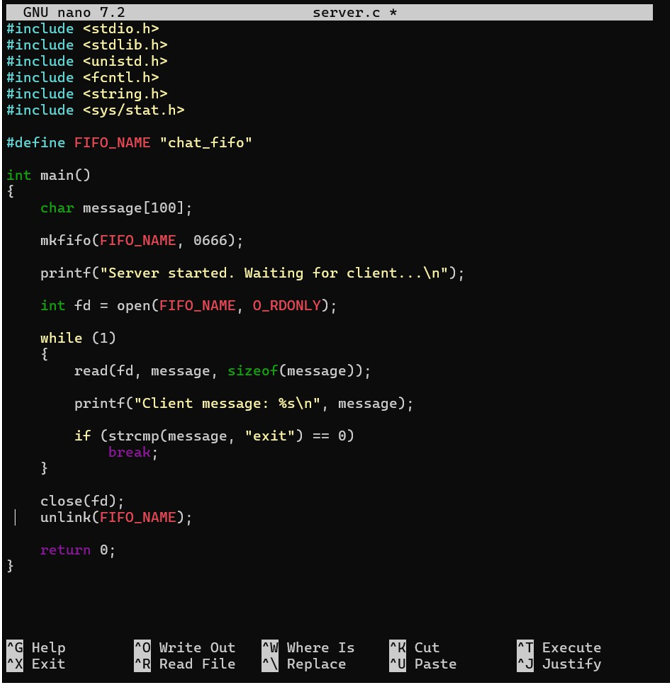 GNU nano 7.2 server.c *
#include <stdio.h>
#include <stdlib.h>
#include <unistd.h>
#include <fcntl.h>
#include <string.h>
#include <sys/stat.h>

#define FIFO_NAME "chat_fifo"

int main()
{
    char message[100];

    mkfifo(FIFO_NAME, 0666);

    printf("Server started. Waiting for client...\n");

    int fd = open(FIFO_NAME, O_RDONLY);

    while (1)
    {
        read(fd, message, sizeof(message));

        printf("Client message: %s\n", message);

        if (strcmp(message, "exit") == 0)
            break;
    }

    close(fd);
    unlink(FIFO_NAME);

    return 0;
}

^G Help ^O Write Out ^W Where Is ^K Cut ^T Execute
^X Exit ^R Read File ^\ Replace ^U Paste ^J Justify